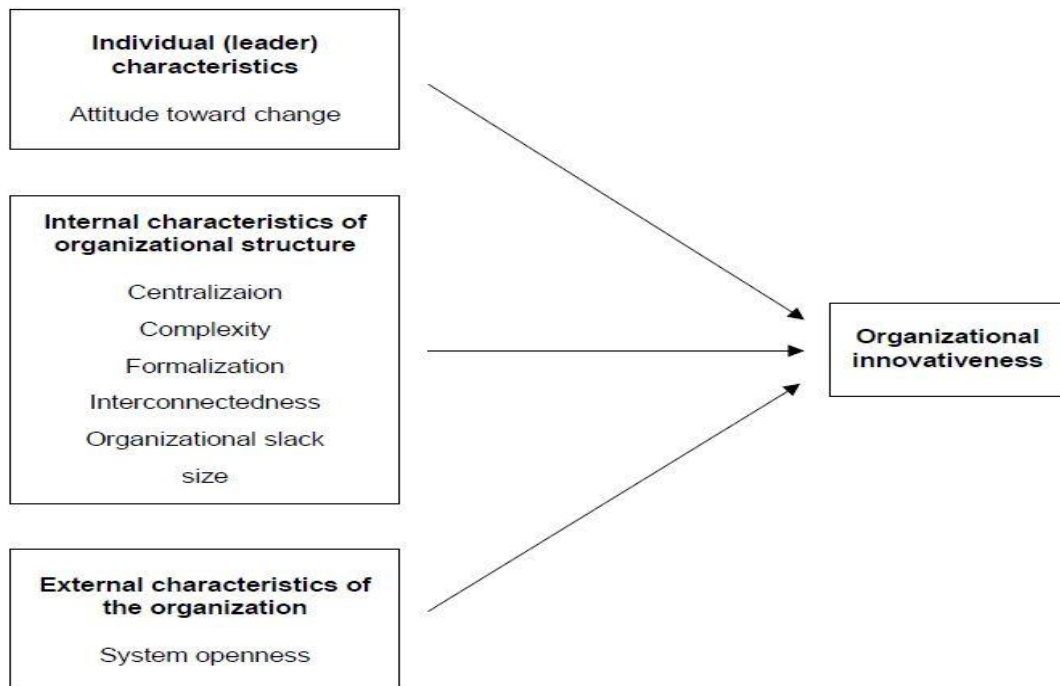 Individual (leader)
characteristics
Attitude toward change
Internal characteristics of
organizational structure
Centralizaion
Complexity
Formalization
Interconnectedness
Organizational slack
size
External characteristics of
the organization
System openness
Organizational
innovativeness